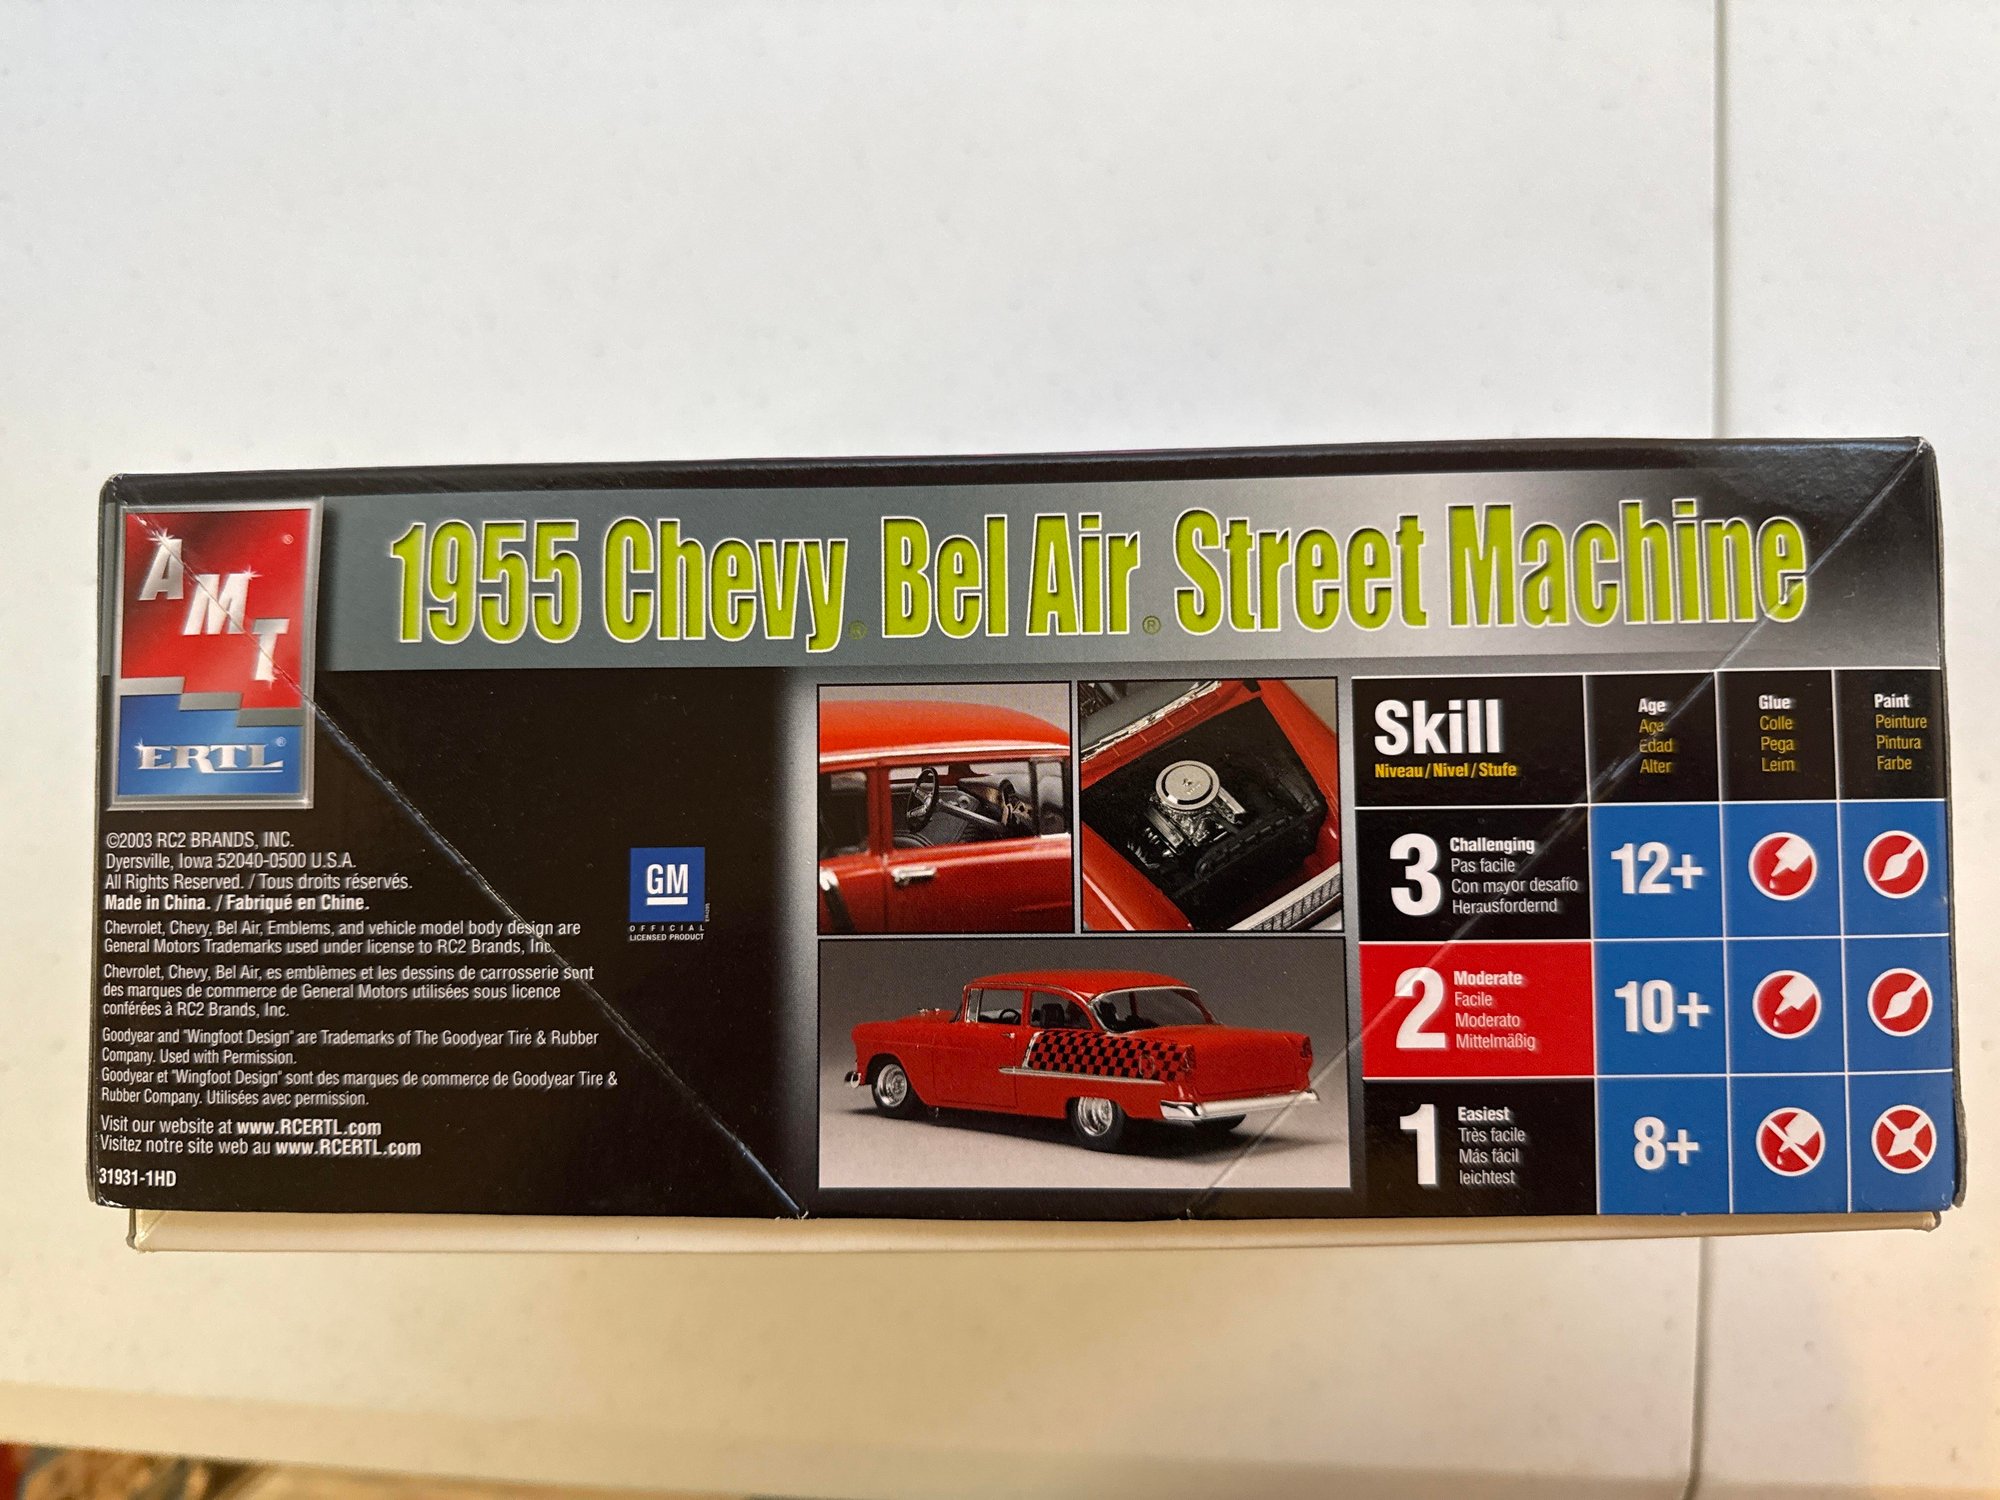 AMT
ERTL®
1955 Chevy® Bel Air® Street Machine
©2003 RC2 BRANDS, INC.
Dyersville, Iowa 52040-0500 U.S.A.
All Rights Reserved. / Tous droits réservés.
Made in China. / Fabriqué en Chine.
Chevrolet, Chevy, Bel Air, Emblems, and vehicle model body design are
General Motors Trademarks used under license to RC2 Brands, Inc.
Chevrolet, Chevy, Bel Air, es emblèmes et les dessins de carrosserie sont
des marques de commerce de General Motors utilisées sous licence
conférées à RC2 Brands, Inc.
Goodyear and "Wingfoot Design" are Trademarks of The Goodyear Tire & Rubber
Company. Used with Permission.
Goodyear et "Wingfoot Design" sont des marques de commerce de Goodyear Tire &
Rubber Company. Utilisées avec permission.
Visit our website at www.RCERTL.com
Visitez notre site web au www.RCERTL.com
31931-1HD
GM
OFFICIAL
LICENSED PRODUCT
Skill
Niveau / Nivel / Stufe
Age
Age
Edad
Alter
Glue
Colle
Pega
Leim
Paint
Peinture
Pintura
Farbe
3
Challenging
Pas facile
Con mayor desafío
Herausfordernd
12+
2
Moderate
Facile
Moderato
Mittelmäßig
10+
1
Easiest
Très facile
Más fácil
leichtest
8+